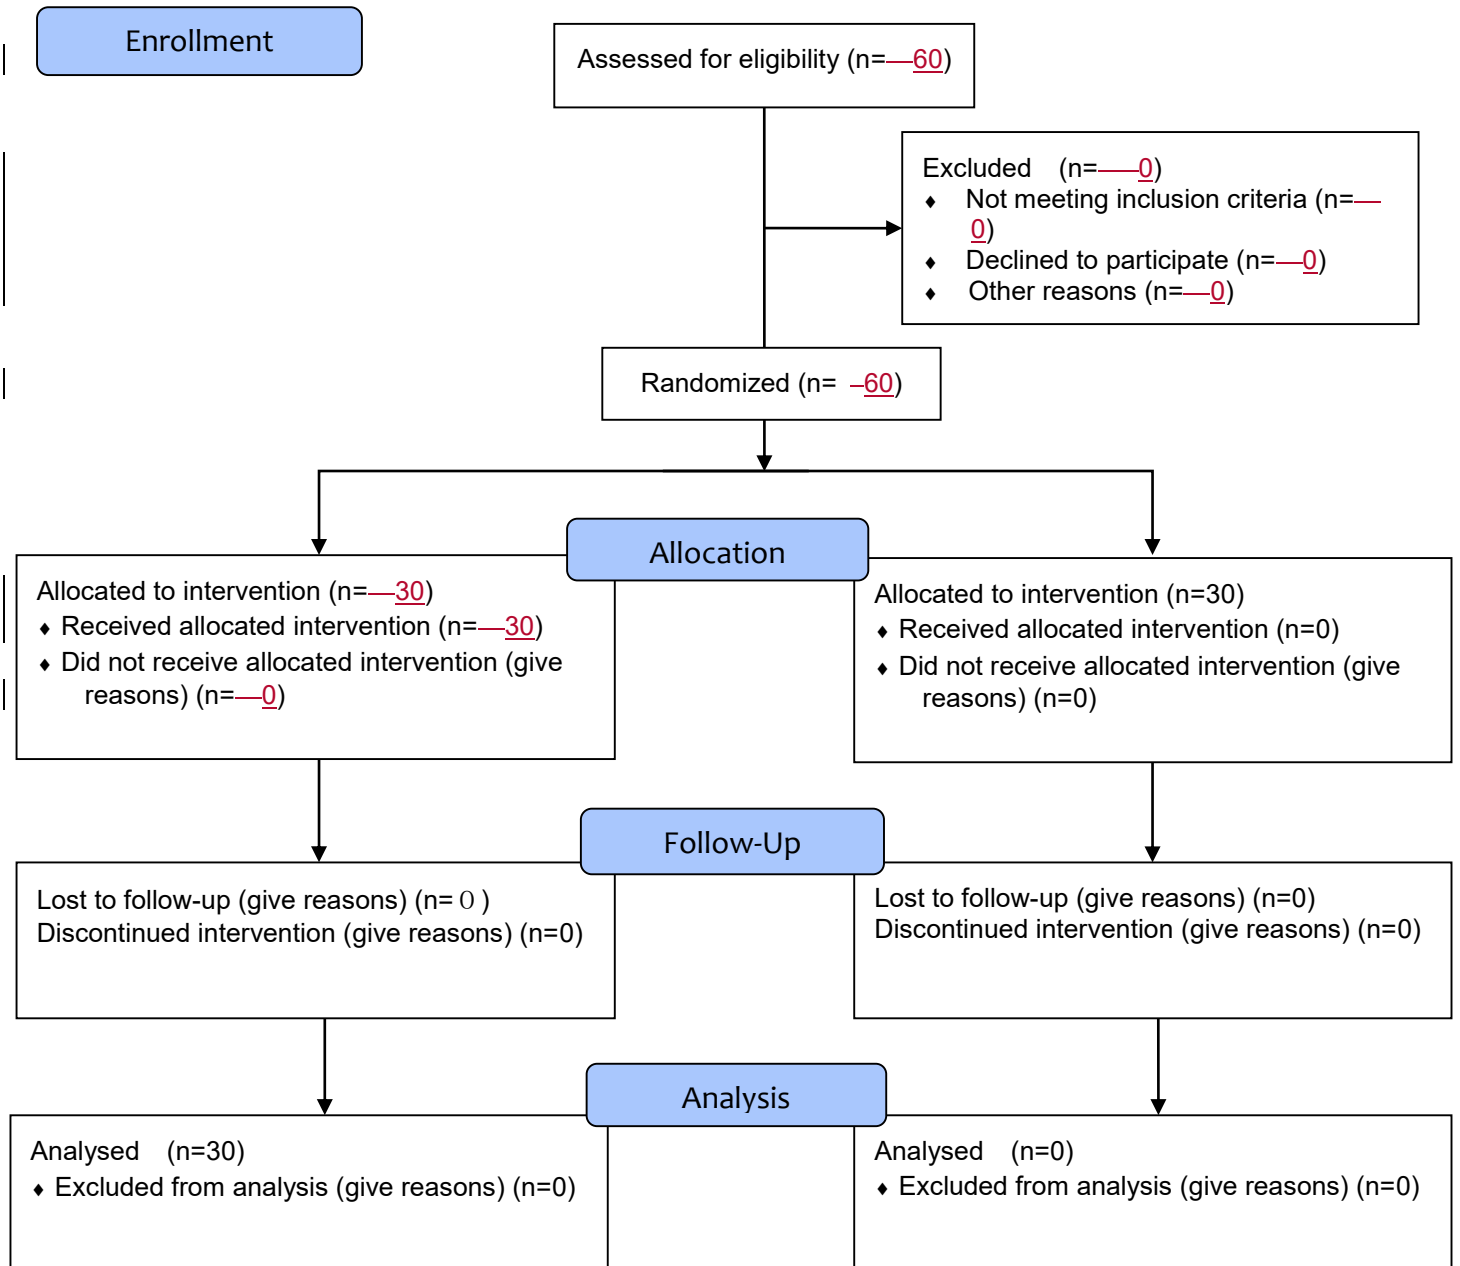 Enrollment
Assessed for eligibility (n= 60)
Excluded (n= 0)
♦ Not meeting inclusion criteria (n=
0)
♦ Declined to participate (n= 0)
♦ Other reasons (n= 0)
Randomized (n= 60)
Allocation
Allocated to intervention (n= 30)
♦ Received allocated intervention (n= 30)
♦ Did not receive allocated intervention (give
reasons) (n= 0)
Allocated to intervention (n=30)
♦ Received allocated intervention (n=0)
♦ Did not receive allocated intervention (give
reasons) (n=0)
Follow-Up
Lost to follow-up (give reasons) (n= 0 )
Discontinued intervention (give reasons) (n=0)
Lost to follow-up (give reasons) (n=0)
Discontinued intervention (give reasons) (n=0)
Analysis
Analysed (n=30)
♦ Excluded from analysis (give reasons) (n=0)
Analysed (n=0)
♦ Excluded from analysis (give reasons) (n=0)